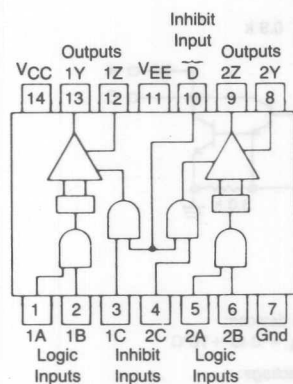 Inhibit
Outputs Input Outputs
VCC 1Y 1Z VEE D 2Z 2Y
14 13 12 11 10 9 8
1 2 3 4 5 6 7
1A 1B 1C 2C 2A 2B Gnd
Logic Inhibit Logic
Inputs Inputs Inputs